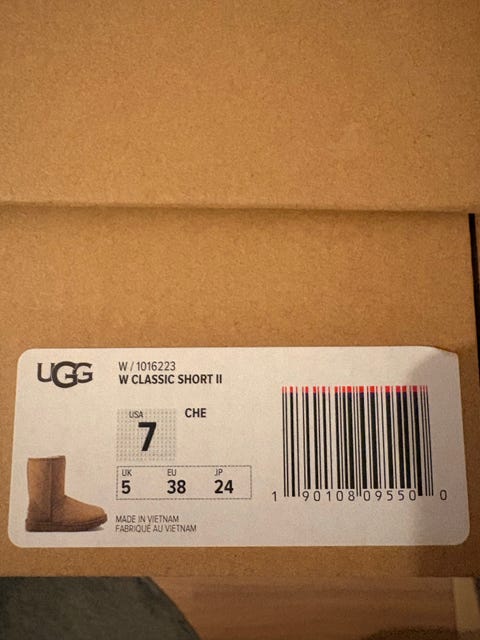 UGG
W / 1016223
W CLASSIC SHORT II
USA
7
CHE
UK EU JP
5 38 24
MADE IN VIETNAM
FABRIQUÉ AU VIETNAM
1 90108 09550 0